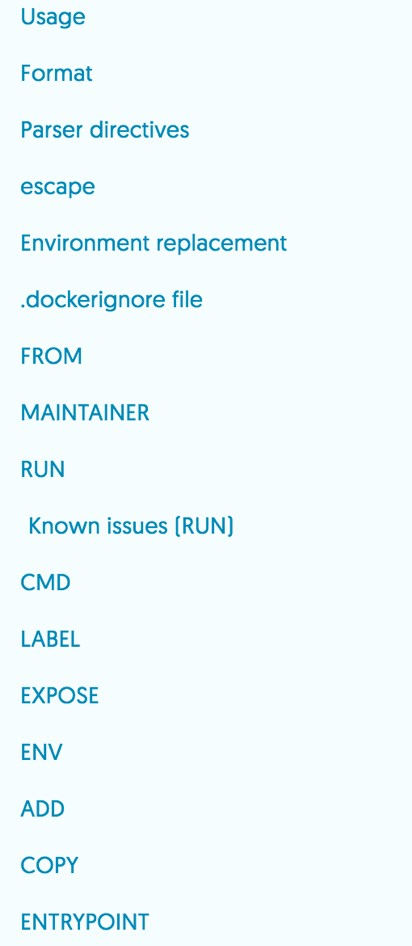 Usage
Format
Parser directives
escape
Environment replacement
.dockerignore file
FROM
MAINTAINER
RUN
Known issues (RUN)
CMD
LABEL
EXPOSE
ENV
ADD
COPY
ENTRYPOINT